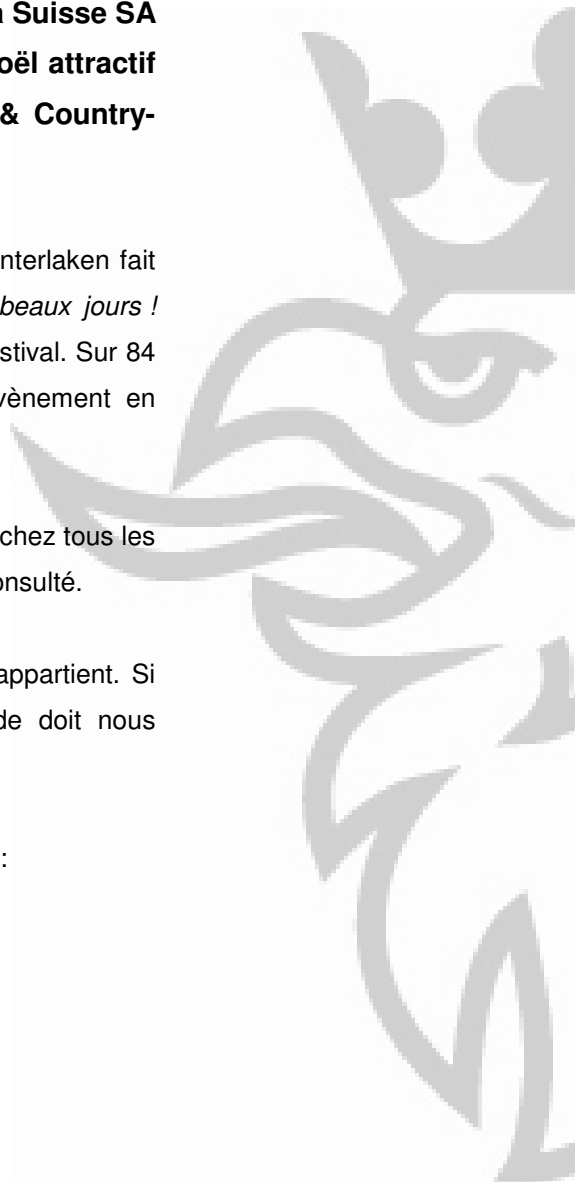 Suisse SA
oël attractif
& Country-
nterlaken fait
beaux jours !
stival. Sur 84
vènement en
chez tous les
onsulté.
appartient. Si
de doit nous
: